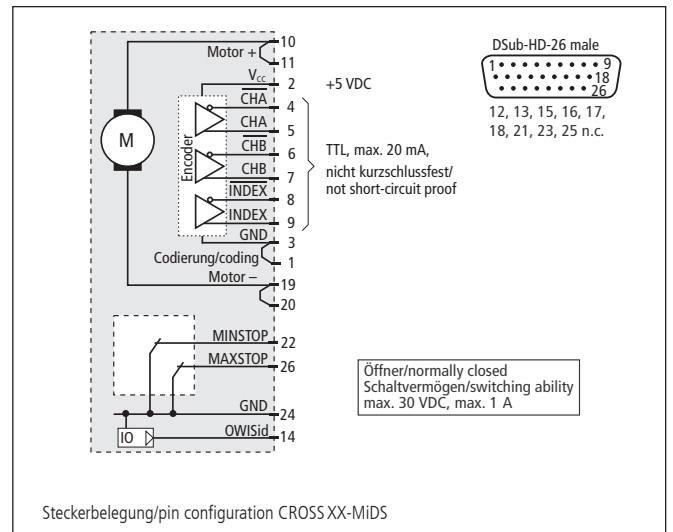 10
Motor +
11
Vcc
2
+5 VDC
CHA
4
CHA
5
CHB
6
CHB
7
INDEX
8
INDEX
9
GND
3
Codierung/coding
1
Motor –
19
20
M
Encoder
TTL, max. 20 mA,
nicht kurzschlussfest/
not short-circuit proof
DSub-HD-26 male
1
9
18
26
12, 13, 15, 16, 17,
18, 21, 23, 25 n.c.
MINSTOP
22
MAXSTOP
26
GND
24
IO
OWISid
14
Öffner/normally closed
Schaltvermögen/switching ability
max. 30 VDC, max. 1 A
Steckerbelegung/pin configuration CROSS XX-MiDS